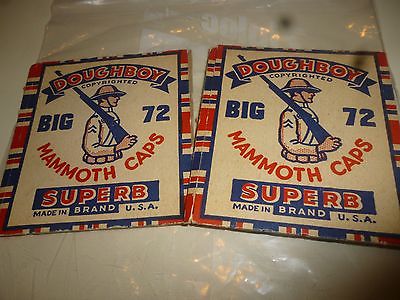 DOUGHBOY
COPYRIGHTED
BIG 72
MAMMOTH CAPS
SUPERB
MADE IN BRAND U.S.A.
DOUGHBOY
COPYRIGHTED
BIG 72
MAMMOTH CAPS
SUPERB
MADE IN BRAND U.S.A.